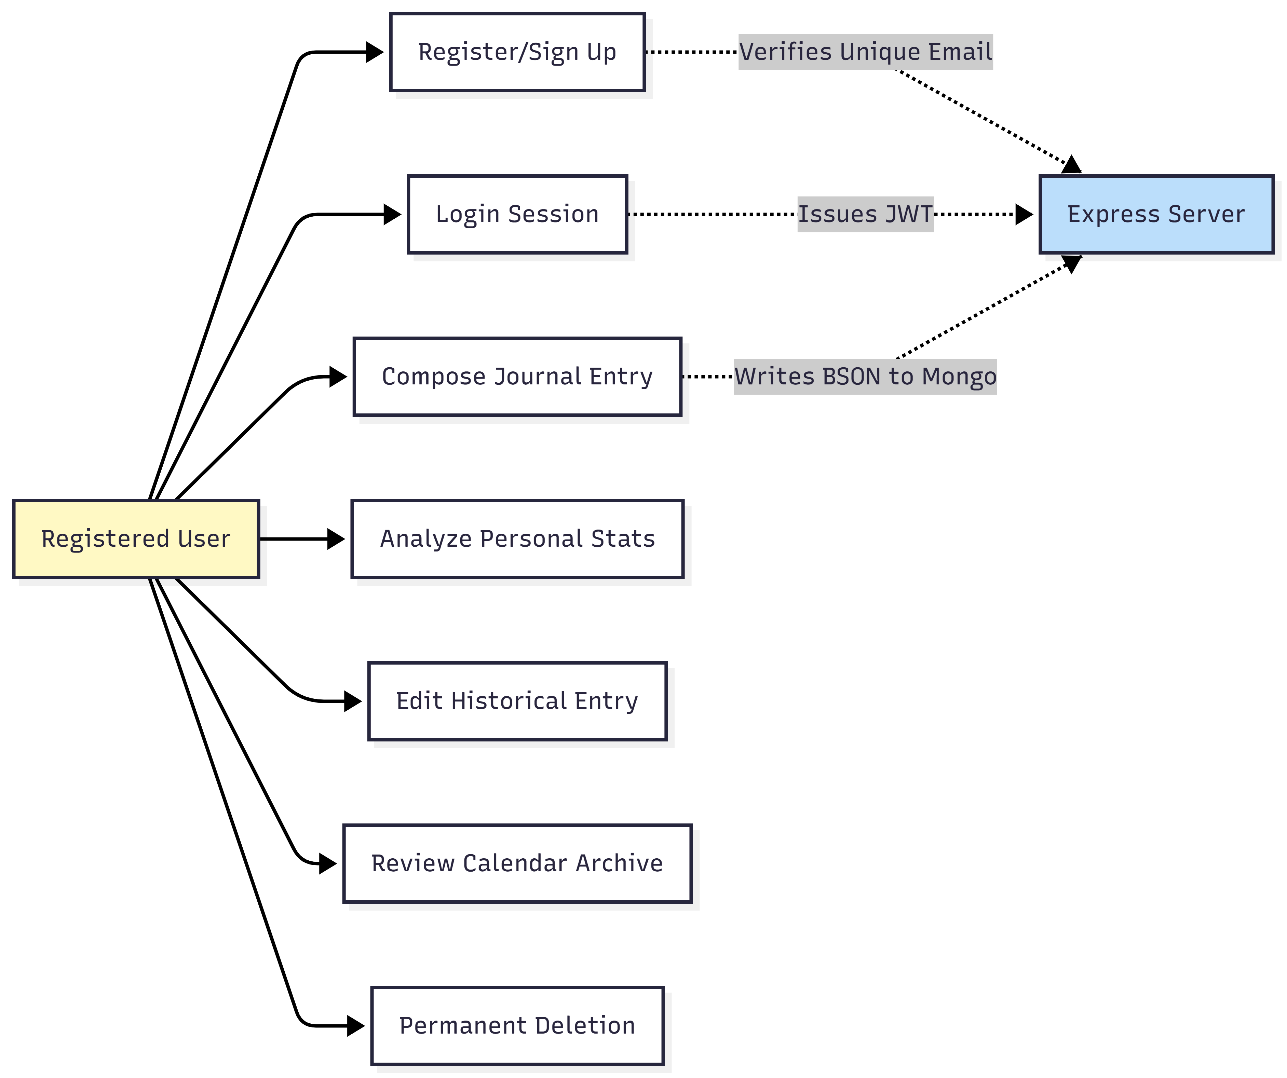 Register/Sign Up
Verifies Unique Email
Login Session
Issues JWT
Express Server
Compose Journal Entry
Writes BSON to Mongo
Registered User
Analyze Personal Stats
Edit Historical Entry
Review Calendar Archive
Permanent Deletion